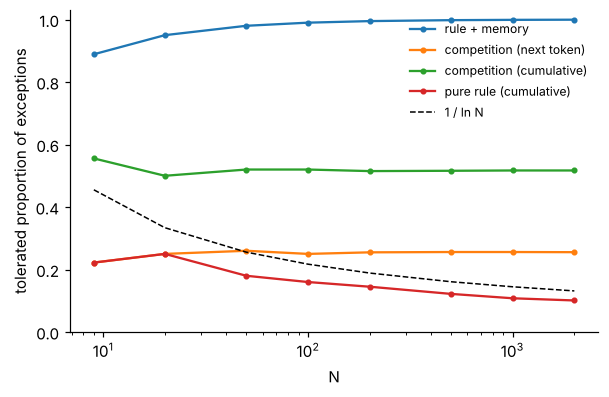 tolerated proportion of exceptions
1.0
0.8
0.6
0.4
0.2
0.0
rule + memory
competition (next token)
competition (cumulative)
pure rule (cumulative)
1 / ln N
10¹
10²
10³
N